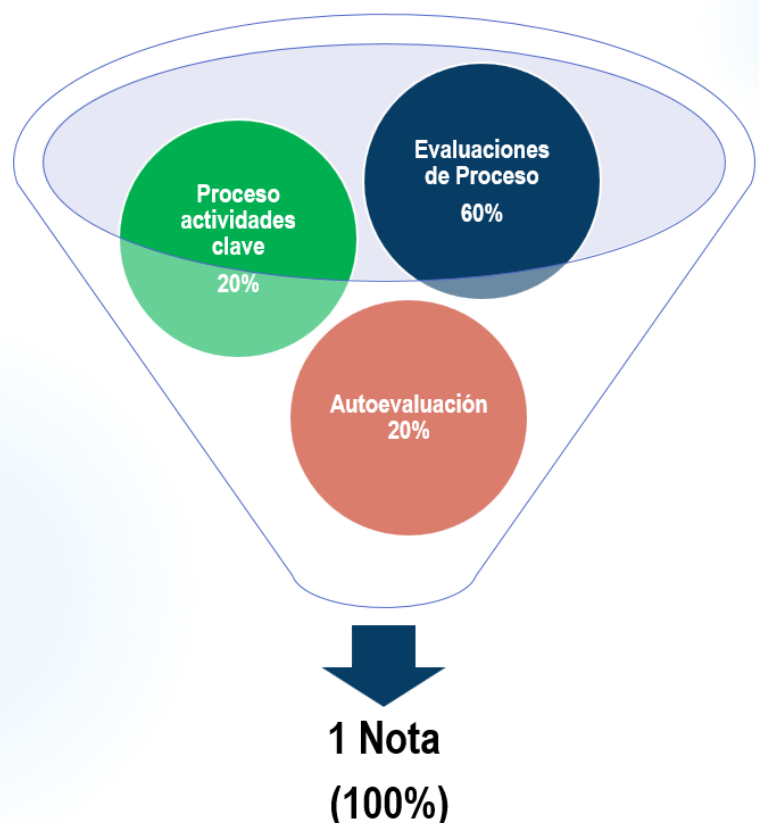 Proceso
actividades
clave
20%
Evaluaciones
de Proceso
60%
Autoevaluación
20%
1 Nota
(100%)